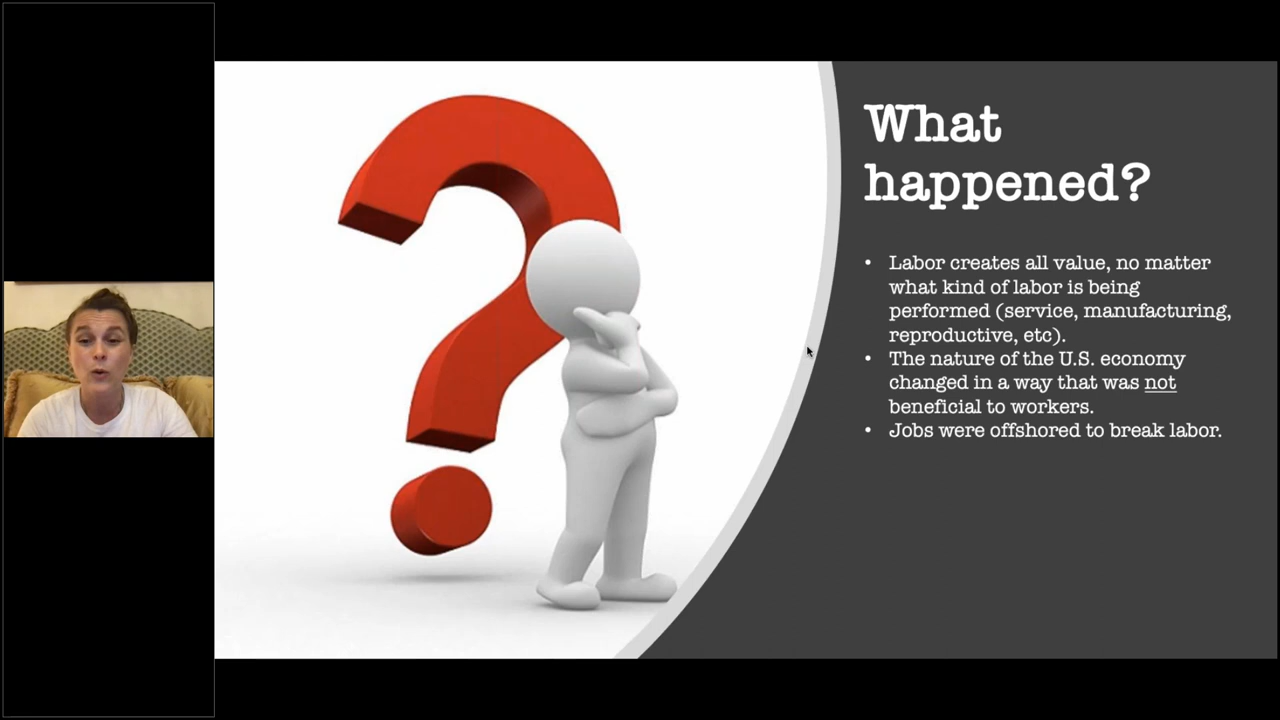 What
happened?
• Labor creates all value, no matter
what kind of labor is being
performed (service, manufacturing,
reproductive, etc).
• The nature of the U.S. economy
changed in a way that was not
beneficial to workers.
• Jobs were offshored to break labor.